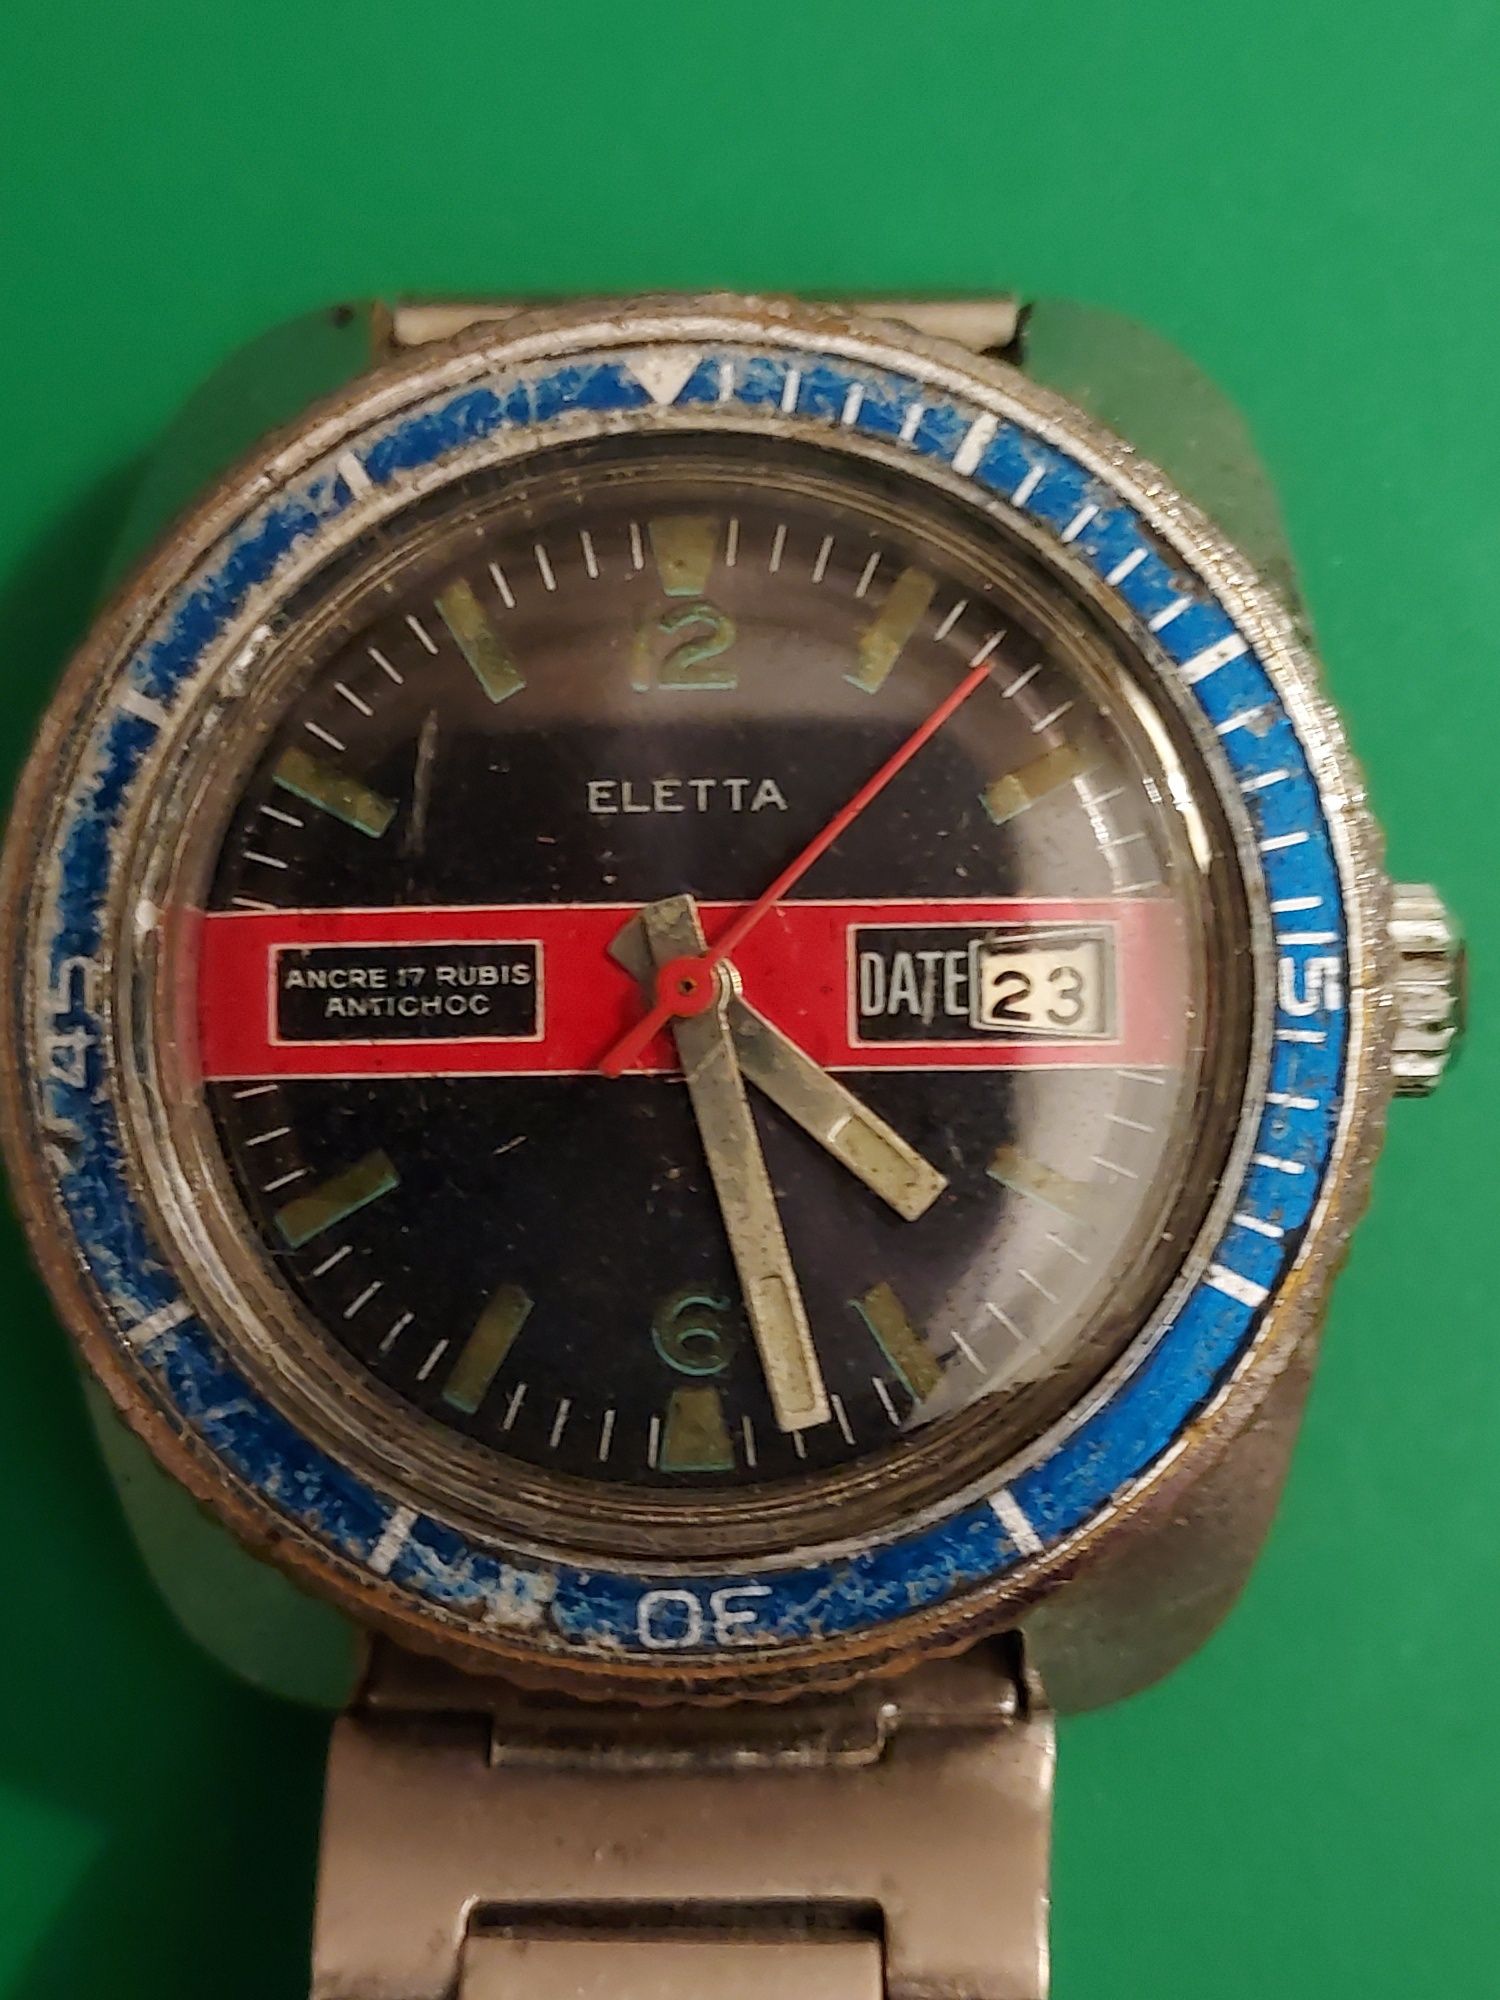 12
ELETTA
ANCRE 17 RUBIS
ANTICHOC
DATE 23
6
15
30
45